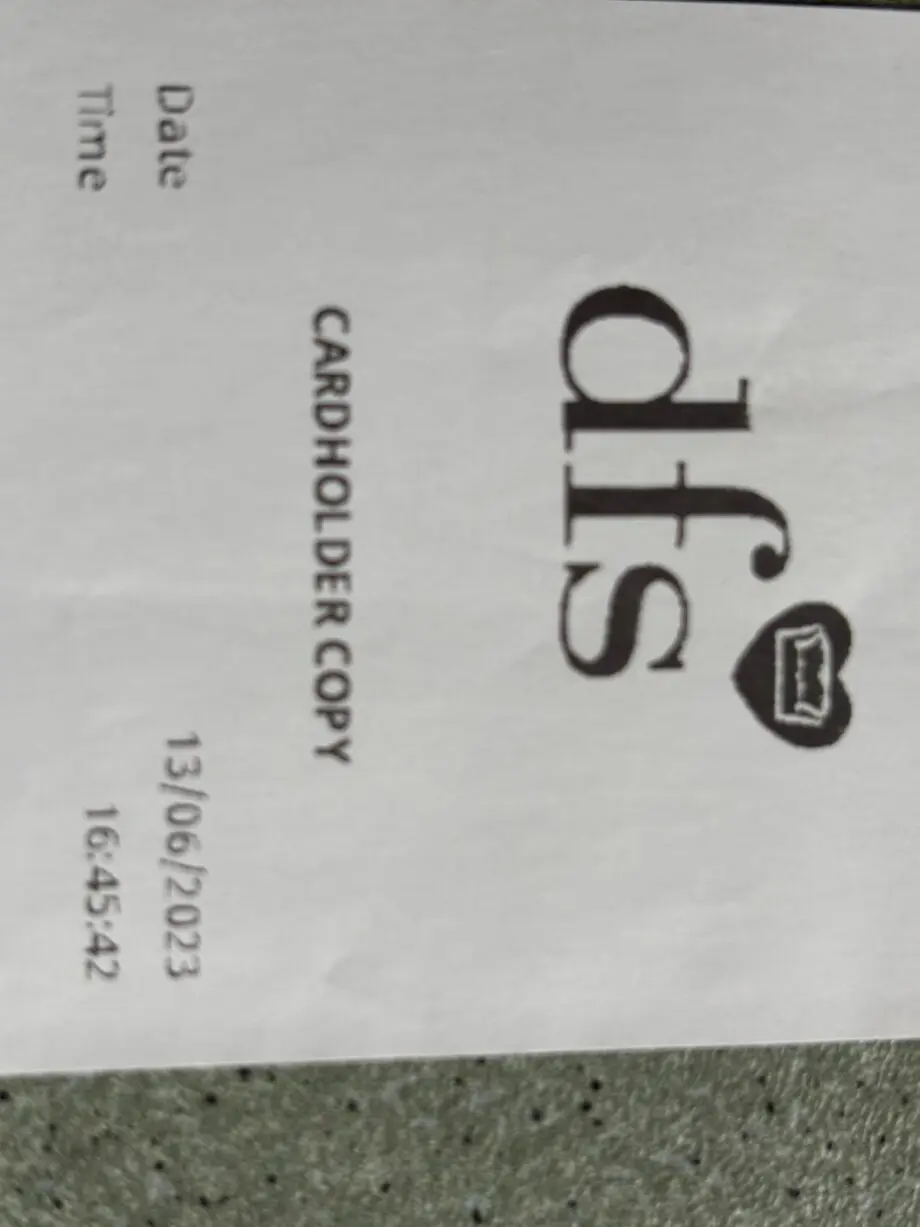 dfs
CARDHOLDER COPY
Date 13/06/2023
Time 16:45:42